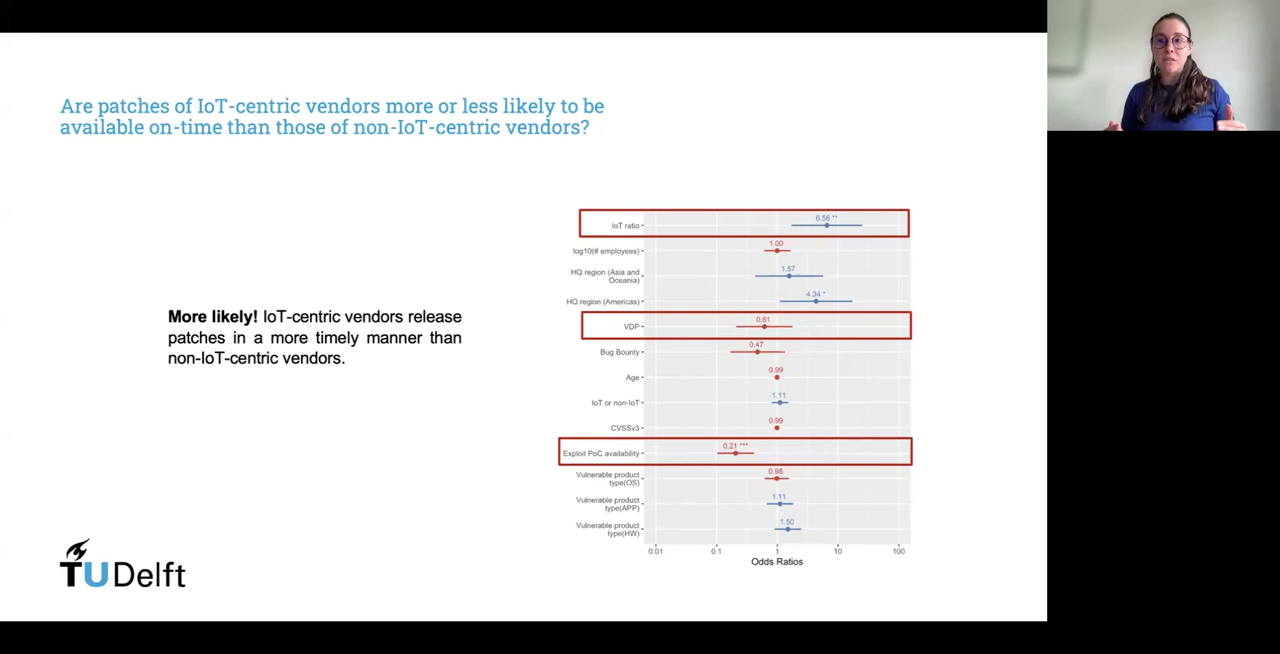 Are patches of IoT-centric vendors more or less likely to be
available on-time than those of non-IoT-centric vendors?
More likely! IoT-centric vendors release
patches in a more timely manner than
non-IoT-centric vendors.
IoT ratio
6.56 **
log10(# employees)
1.00
HQ region (Asia and
Oceania)
1.57
HQ region (Americas)
4.34 *
VDP
0.61
Bug Bounty
0.47
Age
0.99
IoT or non-IoT
1.11
CVSSv3
0.99
Exploit PoC availability
0.21 ***
Vulnerable product
type(OS)
0.98
Vulnerable product
type(APP)
1.11
Vulnerable product
type(HW)
1.50
0.01 0.1 1 10 100
Odds Ratios
TUDelft